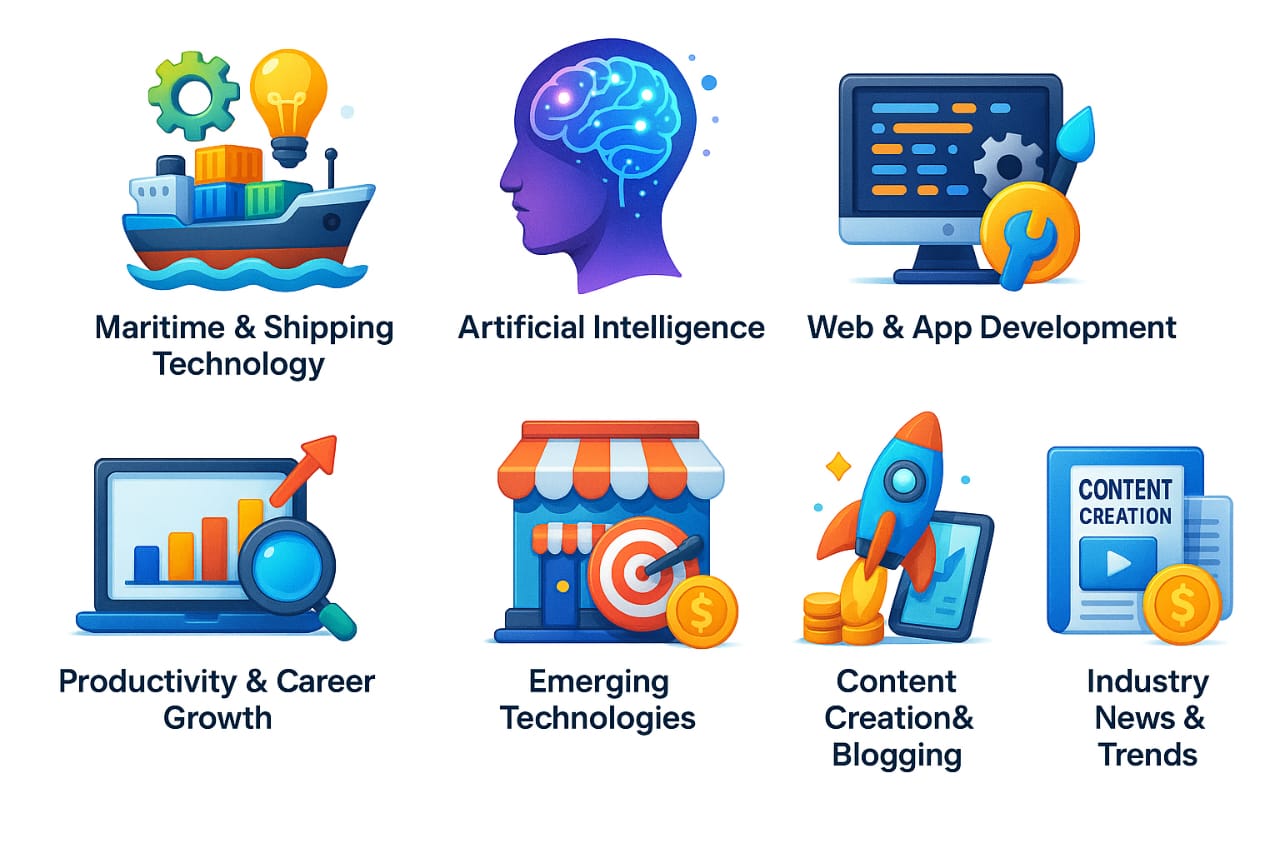 Maritime & Shipping
Technology
Artificial Intelligence
Web & App Development
$
$
CONTENT
CREATION
Productivity & Career
Growth
Emerging
Technologies
Content
Creation&
Blogging
Industry
News &
Trends